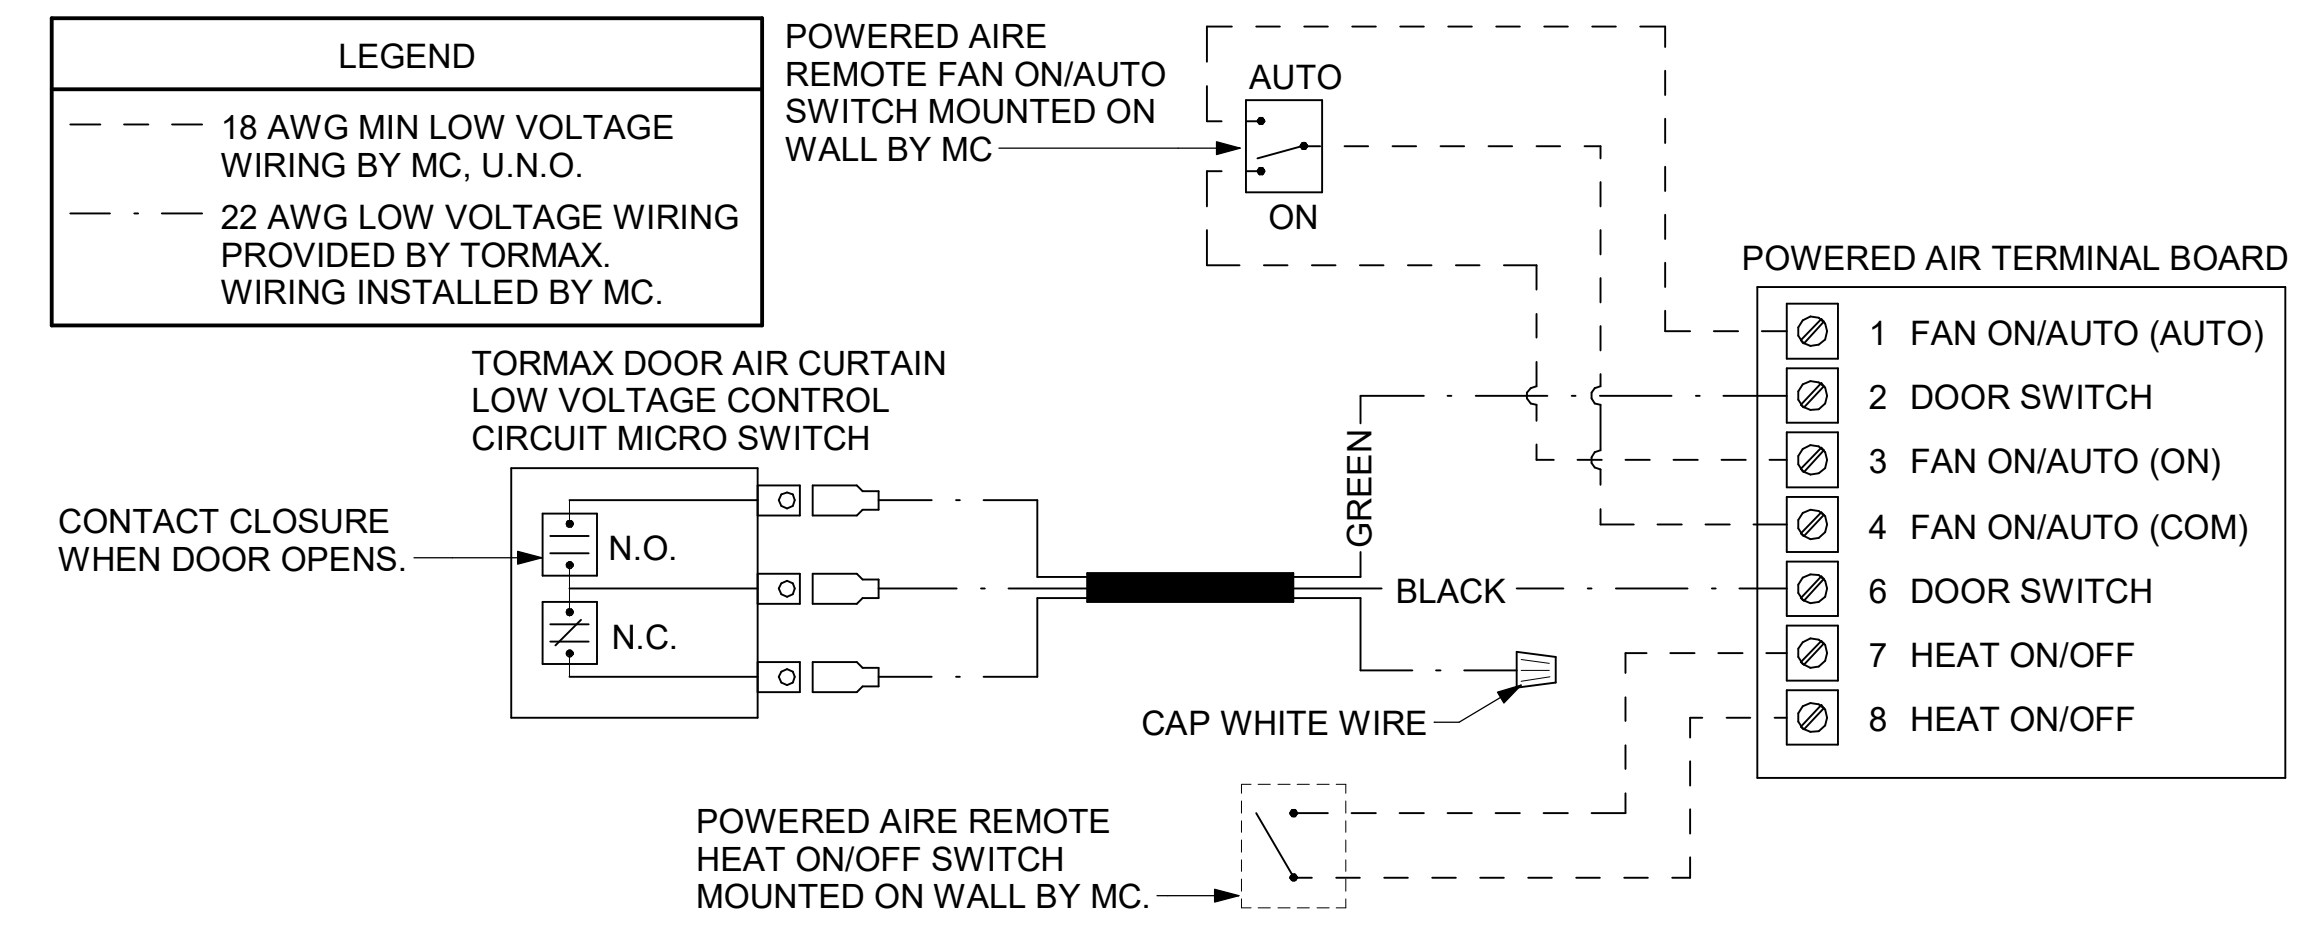 LEGEND
18 AWG MIN LOW VOLTAGE
WIRING BY MC, U.N.O.
22 AWG LOW VOLTAGE WIRING
PROVIDED BY TORMAX.
WIRING INSTALLED BY MC.
POWERED AIRE
REMOTE FAN ON/AUTO
SWITCH MOUNTED ON
WALL BY MC
AUTO
ON
POWERED AIR TERMINAL BOARD
1 FAN ON/AUTO (AUTO)
2 DOOR SWITCH
3 FAN ON/AUTO (ON)
4 FAN ON/AUTO (COM)
6 DOOR SWITCH
7 HEAT ON/OFF
8 HEAT ON/OFF
TORMAX DOOR AIR CURTAIN
LOW VOLTAGE CONTROL
CIRCUIT MICRO SWITCH
CONTACT CLOSURE
WHEN DOOR OPENS.
N.O.
N.C.
GREEN
BLACK
CAP WHITE WIRE
POWERED AIRE REMOTE
HEAT ON/OFF SWITCH
MOUNTED ON WALL BY MC.